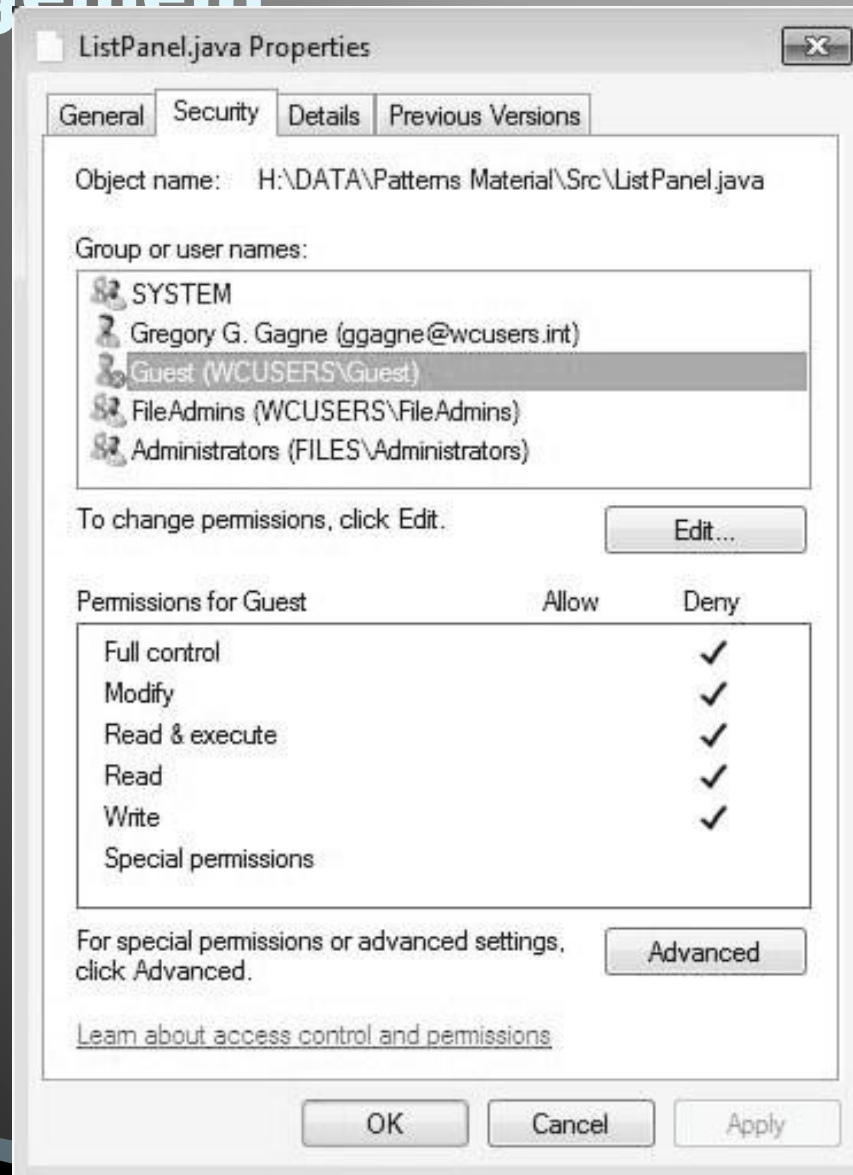 ListPanel.java Properties
General Security Details Previous Versions
Object name: H:\DATA\Patterns Material\Src\ListPanel.java
Group or user names:
SYSTEM
Gregory G. Gagne (ggagne@wcusers.int)
Guest (WCUSERS\Guest)
FileAdmins (WCUSERS\FileAdmins)
Administrators (FILES\Administrators)
To change permissions, click Edit.
Edit...
Permissions for Guest Allow Deny
Full control
Modify
Read & execute
Read
Write
Special permissions
For special permissions or advanced settings,
click Advanced.
Advanced
Learn about access control and permissions
OK Cancel Apply